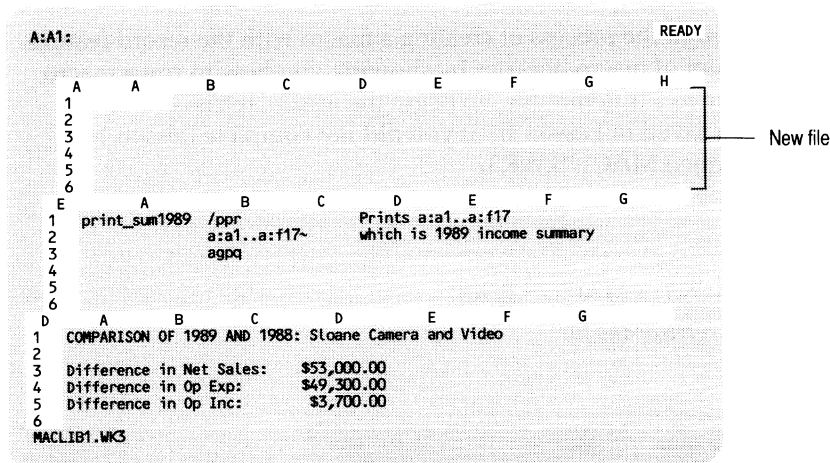 A:A1: READY
A A B C D E F G H
1
2
3 New file
4
5
6
E A B C D E F G
1 print_sum1989 /ppr Prints a:a1..a:f17
2 a:a1..a:f17~ which is 1989 income summary
3 agpq
4
5
6
D A B C D E F G
1 COMPARISON OF 1989 AND 1988: Sloane Camera and Video
2
3 Difference in Net Sales: $53,000.00
4 Difference in Op Exp: $49,300.00
5 Difference in Op Inc: $3,700.00
6
MACLIB1.WK3